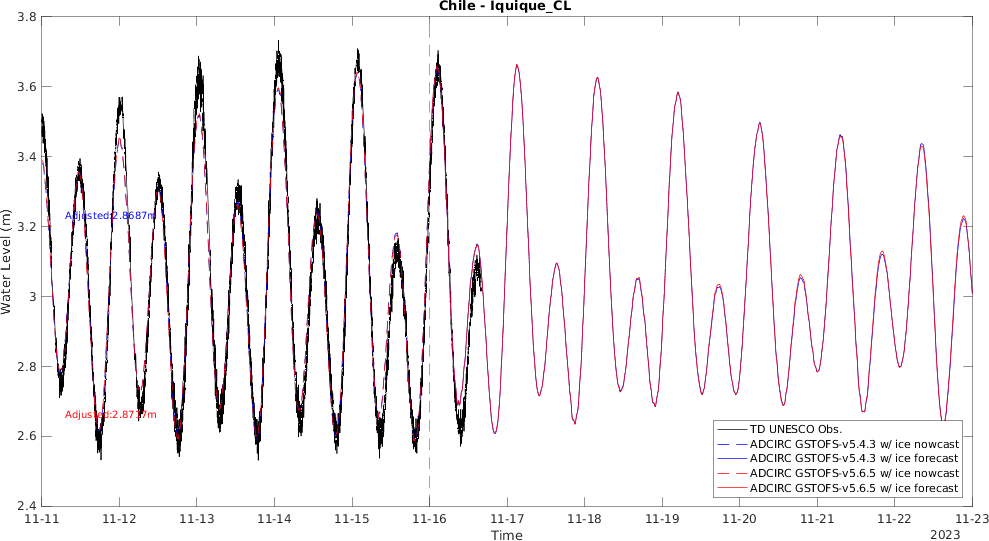 Chile - Iquique_CL
3.8
3.6
3.4
3.2
3
2.8
2.6
2.4
Water Level (m)
Adjusted:2.8687m
Adjusted:2.8717m
TD UNESCO Obs.
ADCIRC GSTOFS-v5.4.3 w/ ice nowcast
ADCIRC GSTOFS-v5.4.3 w/ ice forecast
ADCIRC GSTOFS-v5.6.5 w/ ice nowcast
ADCIRC GSTOFS-v5.6.5 w/ ice forecast
11-11 11-12 11-13 11-14 11-15 11-16 11-17 11-18 11-19 11-20 11-21 11-22 11-23
Time
2023